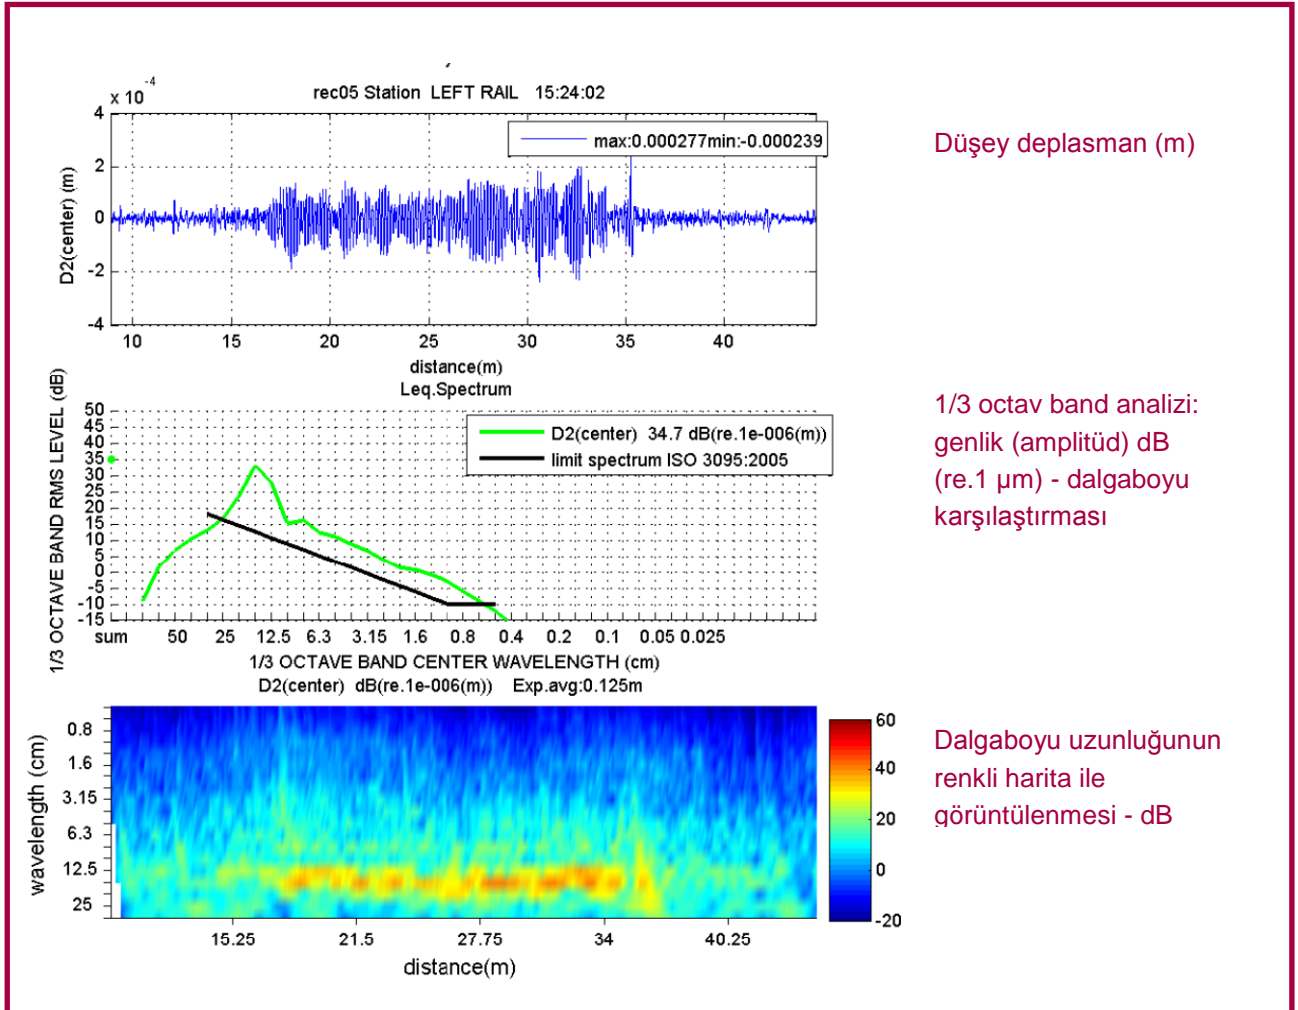 rec05 Station LEFT RAIL 15:24:02
x 10
-4
4
2
0
-2
-4
D2(center) (m)
max:0.000277min:-0.000239
10 15 20 25 30 35 40
distance(m)
Düşey deplasman (m)
Leq.Spectrum
1/3 OCTAVE BAND RMS LEVEL (dB)
50
45
40
35
30
25
20
15
10
5
0
-5
-10
-15
D2(center) 34.7 dB(re.1e-006(m))
limit spectrum ISO 3095:2005
sum 50 25 12.5 6.3 3.15 1.6 0.8 0.4 0.2 0.1 0.05 0.025
1/3 OCTAVE BAND CENTER WAVELENGTH (cm)
1/3 octav band analizi:
genlik (amplitüd) dB
(re.1 µm) - dalgaboyu
karşılaştırması
D2(center) dB(re.1e-006(m)) Exp.avg:0.125m
wavelength (cm)
0.8
1.6
3.15
6.3
12.5
25
15.25 21.5 27.75 34 40.25
distance(m)
60
40
20
0
-20
Dalgaboyu uzunluğunun
renkli harita ile
görüntülenmesi - dB